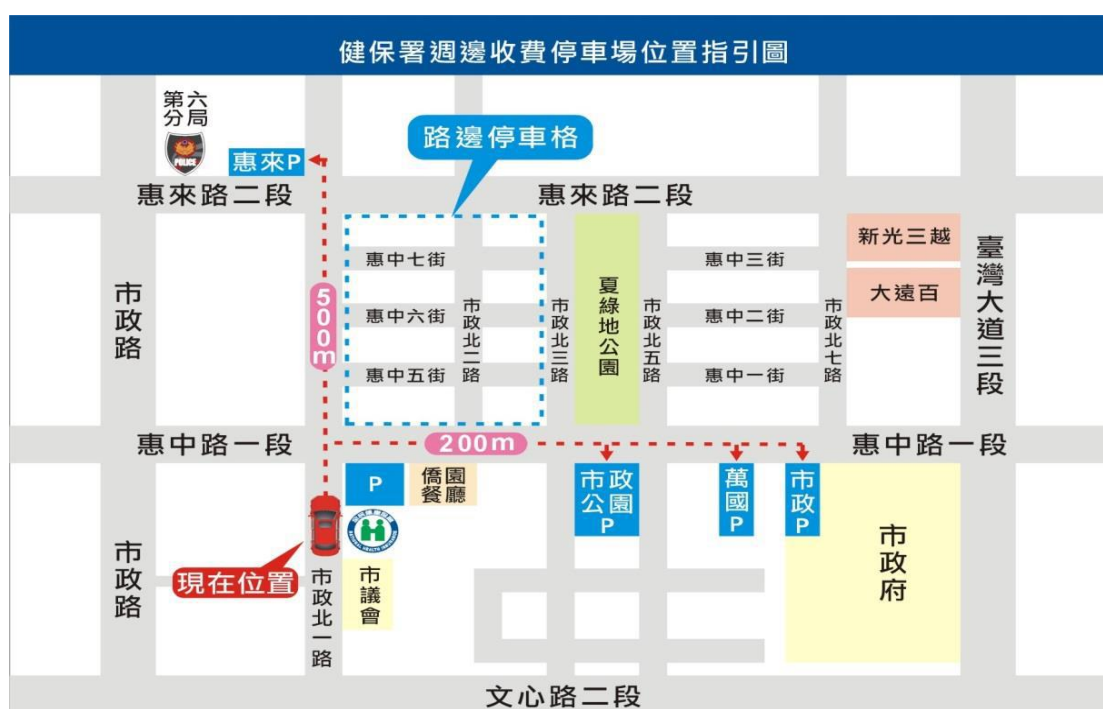 健保署週邊收費停車場位置指引圖
第六
分局
POLICE
惠來P
路邊停車格
惠來路二段
惠來路二段
新光三越
大遠百
惠中七街
惠中六街
惠中五街
惠中三街
惠中二街
惠中一街
市政路
500m
市政北二路
市政北三路
夏綠地公園
市政北五路
市政北七路
臺灣大道三段
惠中路一段
200m
惠中路一段
P
僑園
餐廳
市政
公園
P
萬國P
市政P
市政府
市政路
現在位置
市政北一路
市議會
文心路二段